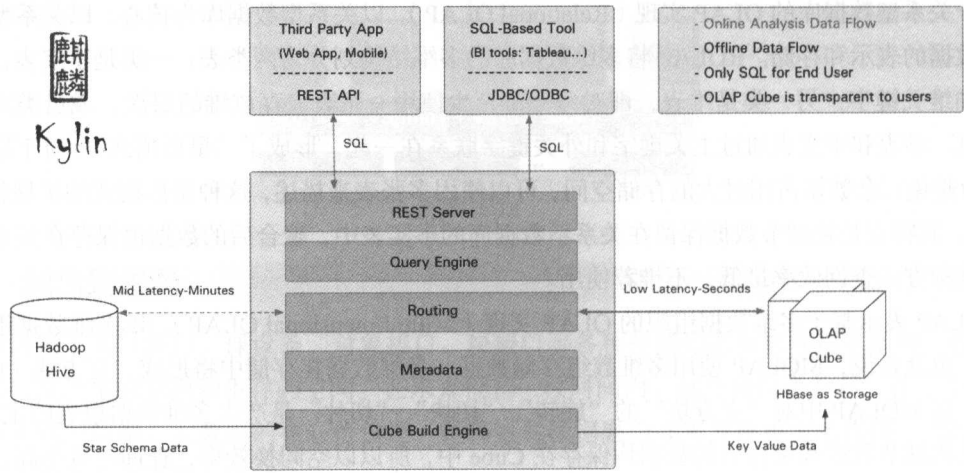 麒麟
Kylin
Third Party App
(Web App, Mobile)
REST API
SQL-Based Tool
(BI tools: Tableau...)
JDBC/ODBC
- Online Analysis Data Flow
- Offline Data Flow
- Only SQL for End User
- OLAP Cube is transparent to users
SQL
SQL
REST Server
Query Engine
Routing
Metadata
Cube Build Engine
Mid Latency-Minutes
Low Latency-Seconds
Hadoop
Hive
OLAP
Cube
HBase as Storage
Star Schema Data
Key Value Data